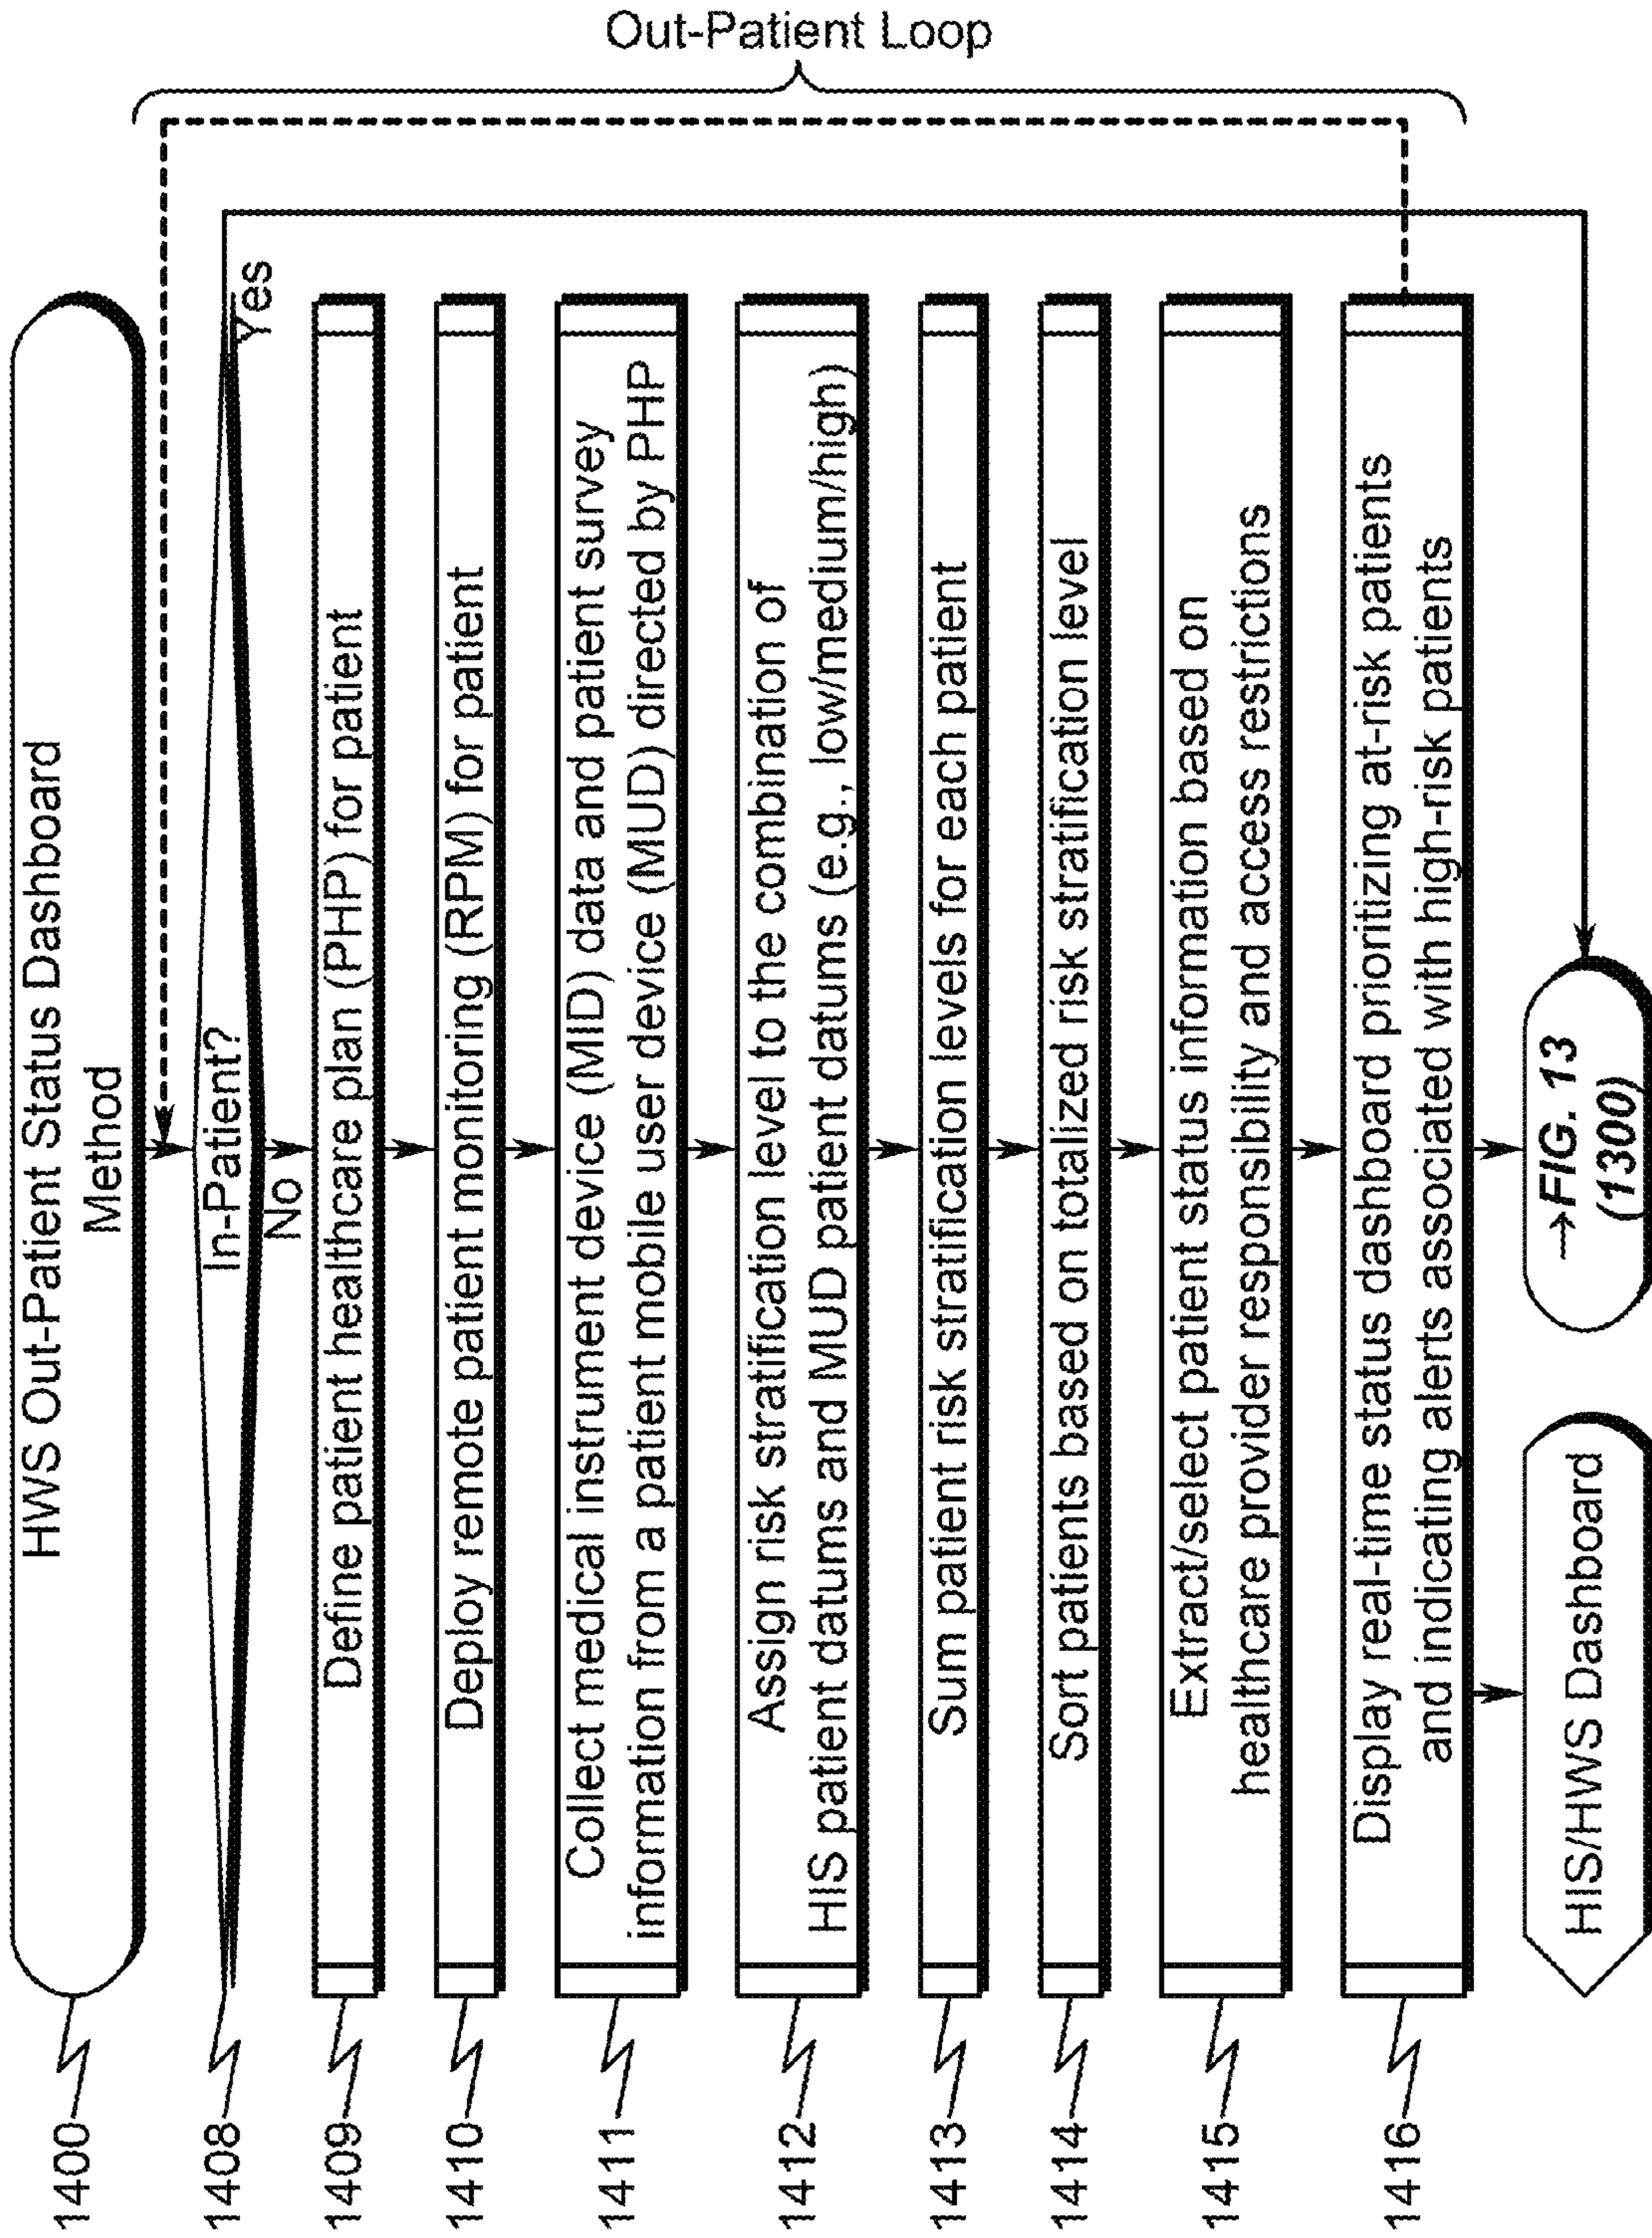 HWS Out-Patient Status Dashboard
Method
1400
Out-Patient Loop
In-Patient?
Yes
No
1408
Define patient healthcare plan (PHP) for patient
1409
Deploy remote patient monitoring (RPM) for patient
1410
Collect medical instrument device (MID) data and patient survey
information from a patient mobile user device (MUD) directed by PHP
1411
Assign risk stratification level to the combination of
HIS patient datums and MUD patient datums (e.g., low/medium/high)
1412
Sum patient risk stratification levels for each patient
1413
Sort patients based on totalized risk stratification level
1414
Extract/select patient status information based on
healthcare provider responsibility and access restrictions
1415
Display real-time status dashboard prioritizing at-risk patients
and indicating alerts associated with high-risk patients
1416
HIS/HWS Dashboard
→FIG. 13
(1300)